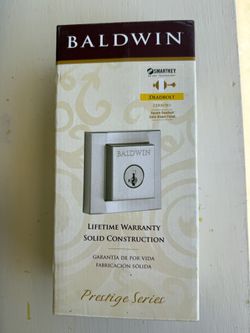 BALDWIN
SMARTKEY
DEADBOLT
BALDWIN
LIFETIME WARRANTY
SOLID CONSTRUCTION
GARANTÍA DE POR VIDA
FABRICACIÓN SÓLIDA
Prestige Series